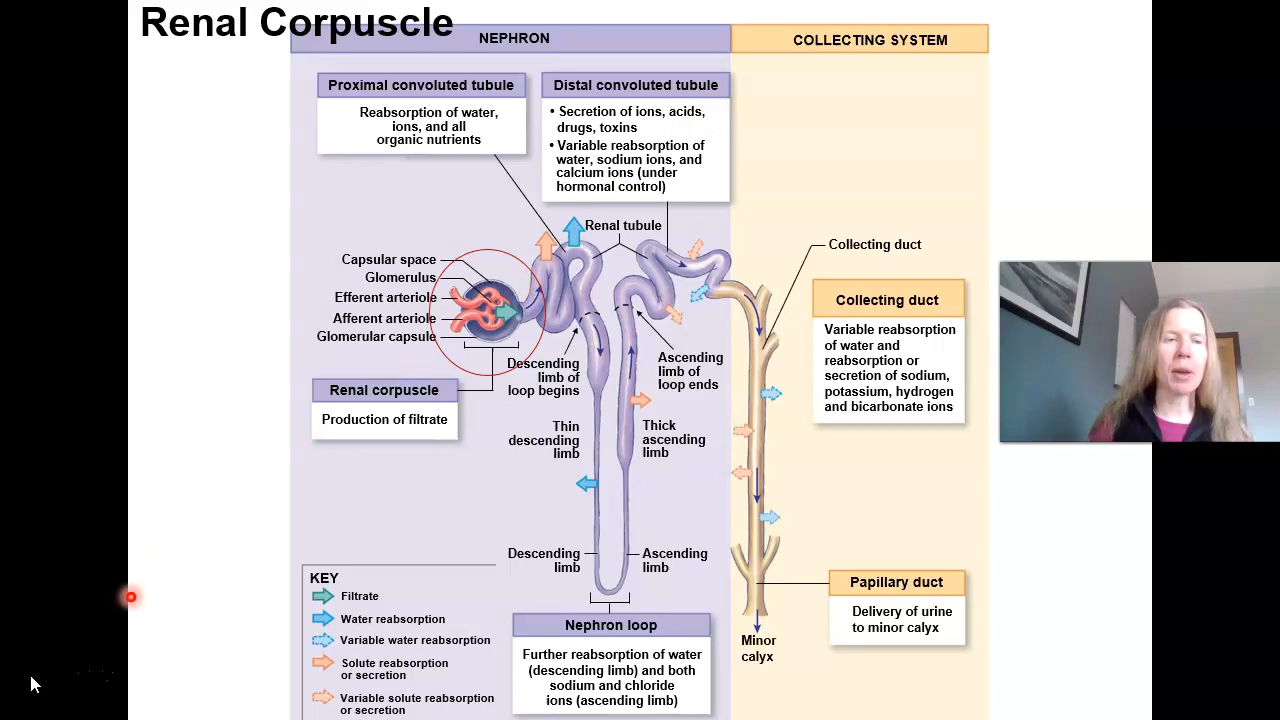 Renal Corpuscle
NEPHRON
COLLECTING SYSTEM
Proximal convoluted tubule
Reabsorption of water,
ions, and all
organic nutrients
Distal convoluted tubule
• Secretion of ions, acids,
drugs, toxins
• Variable reabsorption of
water, sodium ions, and
calcium ions (under
hormonal control)
Renal tubule
Collecting duct
Capsular space
Glomerulus
Efferent arteriole
Afferent arteriole
Glomerular capsule
Descending
limb of
loop begins
Ascending
limb of
loop ends
Collecting duct
Variable reabsorption
of water and
reabsorption or
secretion of sodium,
potassium, hydrogen
and bicarbonate ions
Renal corpuscle
Production of filtrate
Thin
descending
limb
Thick
ascending
limb
Descending
limb
Ascending
limb
KEY
Filtrate
Water reabsorption
Variable water reabsorption
Solute reabsorption
or secretion
Variable solute reabsorption
or secretion
Nephron loop
Further reabsorption of water
(descending limb) and both
sodium and chloride
ions (ascending limb)
Papillary duct
Delivery of urine
to minor calyx
Minor
calyx